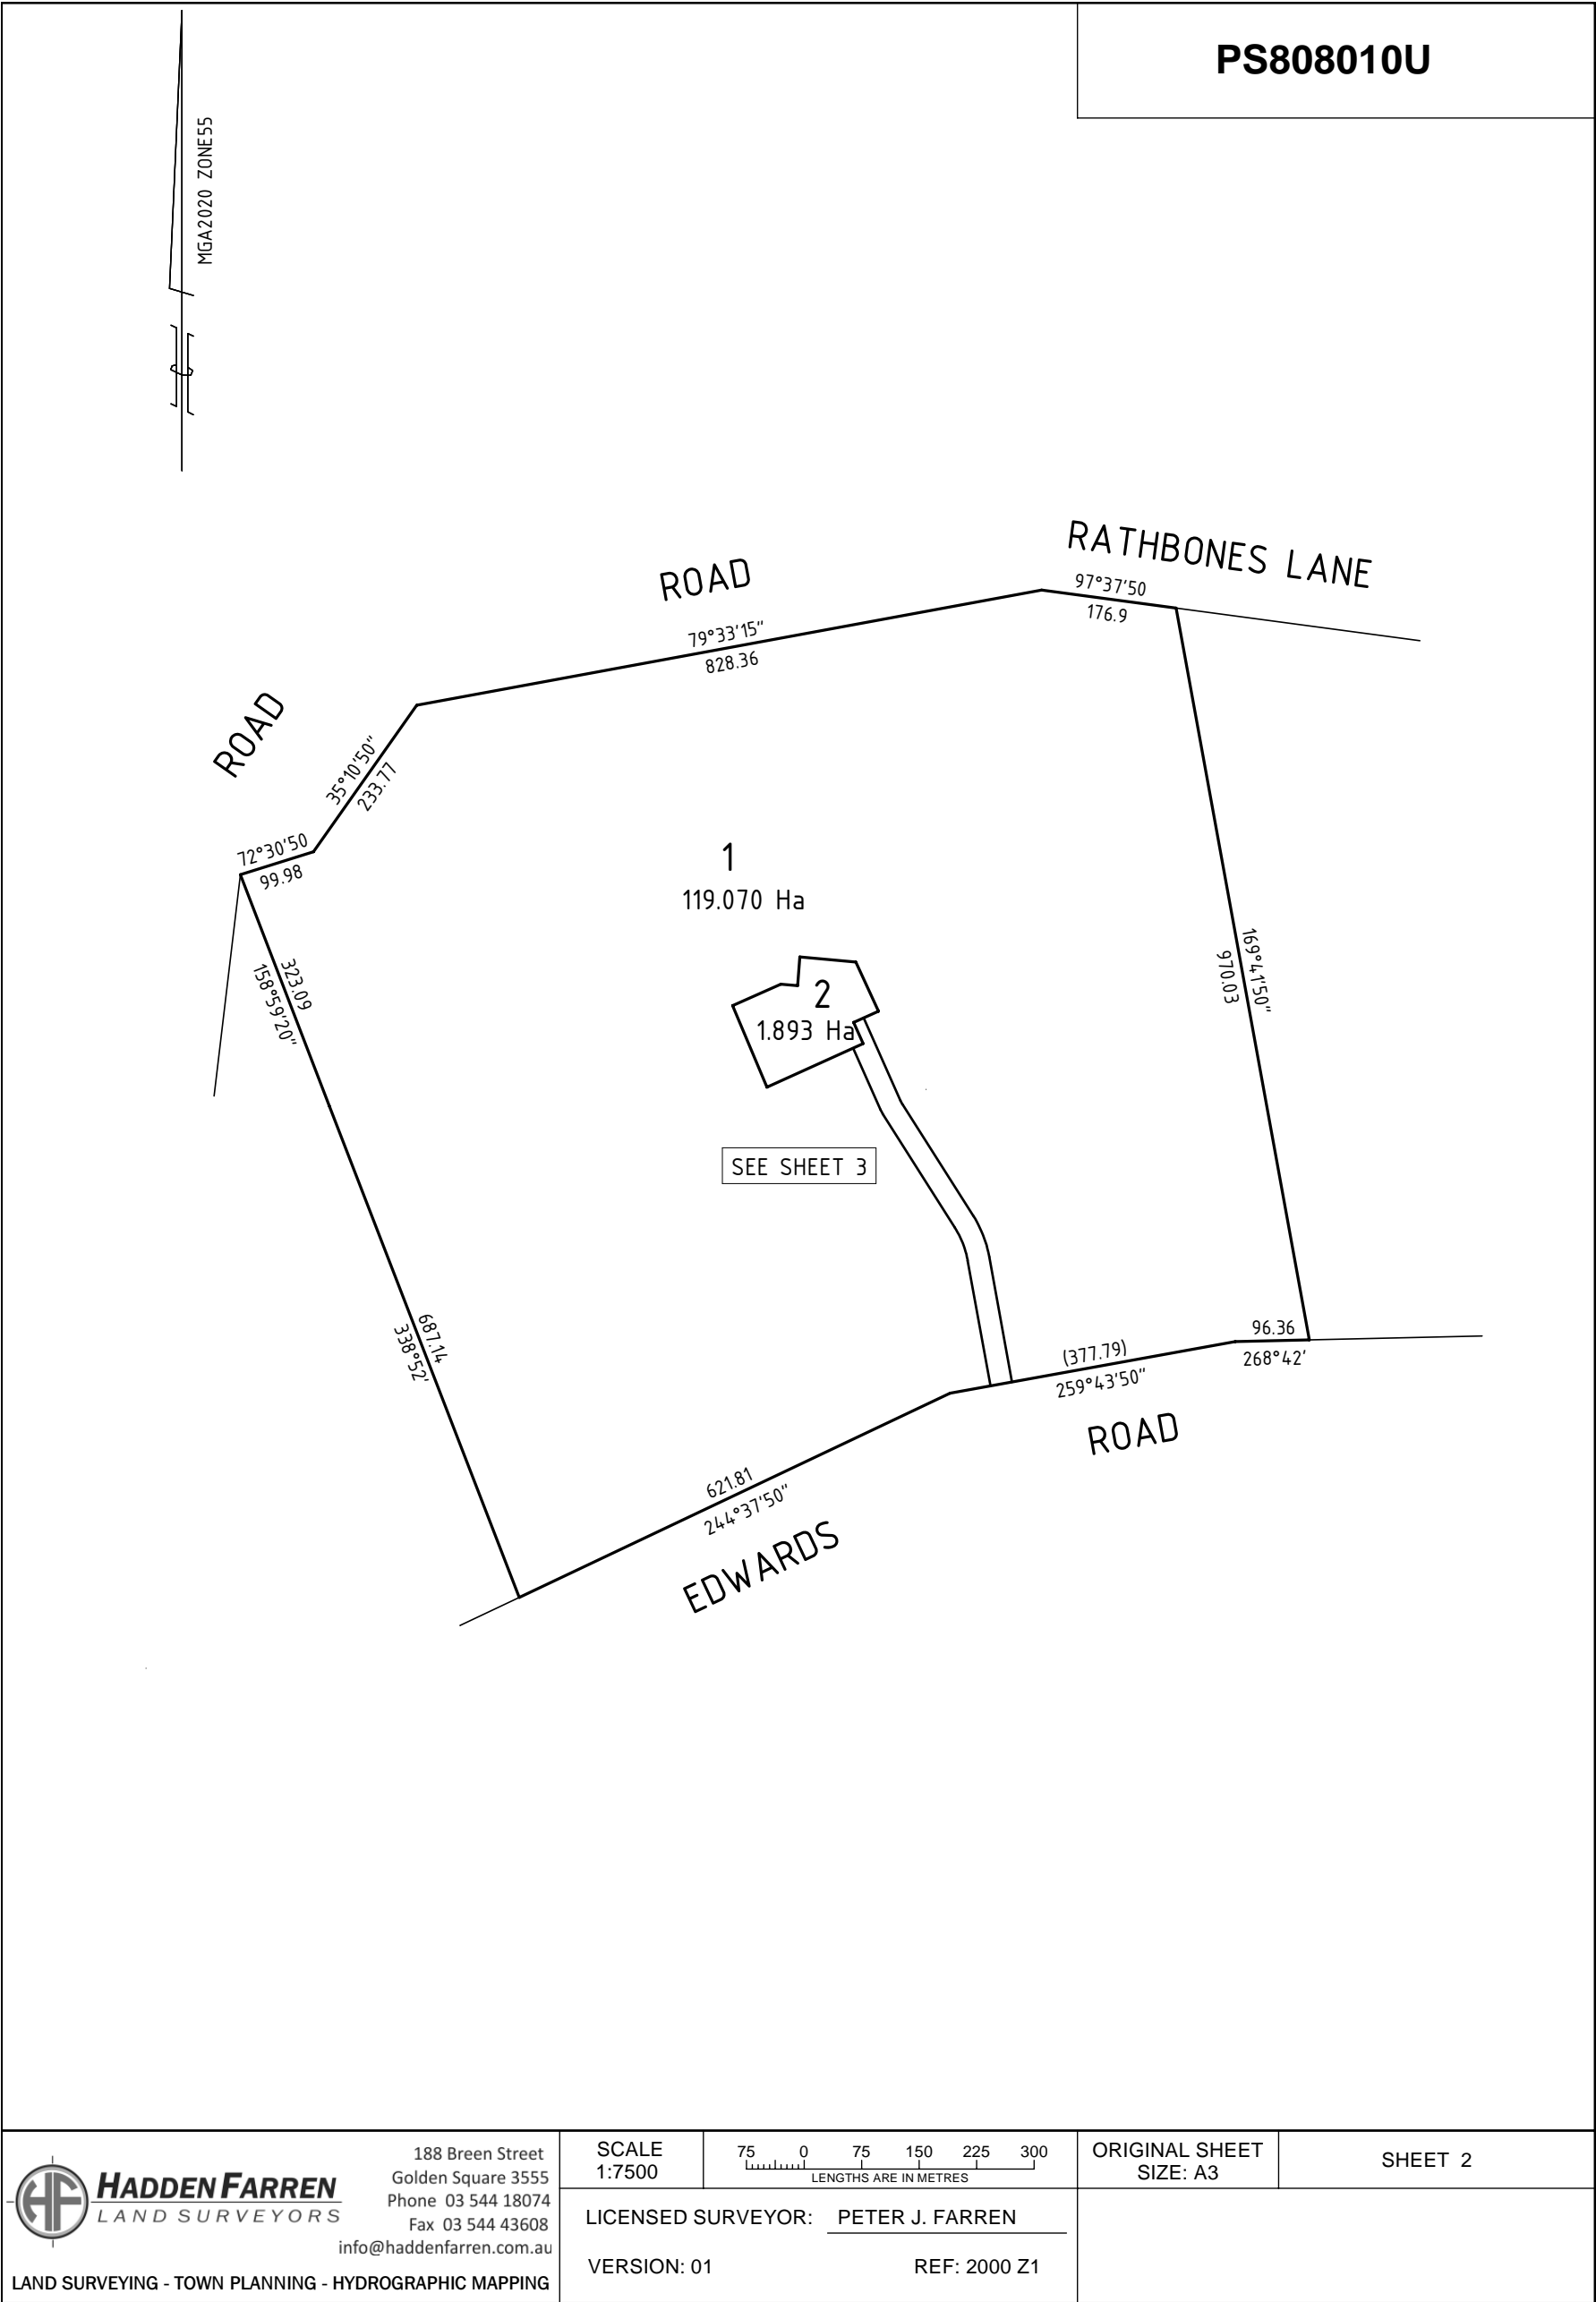 PS808010U
MGA2020 ZONE55
RATHBONES LANE
ROAD
97°37'50
176.9
79°33'15"
828.36
ROAD
35°10'50"
233.77
72°30'50
99.98
1
119.070 Ha
323.09
158°59'20"
169°41'50"
970.03
2
1.893 Ha
SEE SHEET 3
687.14
338°52'
96.36
268°42'
(377.79)
259°43'50"
ROAD
621.81
244°37'50"
EDWARDS
HADDEN FARREN
LAND SURVEYORS
188 Breen Street
Golden Square 3555
Phone 03 544 18074
Fax 03 544 43608
info@haddenfarren.com.au
LAND SURVEYING - TOWN PLANNING - HYDROGRAPHIC MAPPING
SCALE
1:7500
75 0 75 150 225 300
LENGTHS ARE IN METRES
ORIGINAL SHEET
SIZE: A3
SHEET 2
LICENSED SURVEYOR: PETER J. FARREN
VERSION: 01 REF: 2000 Z1